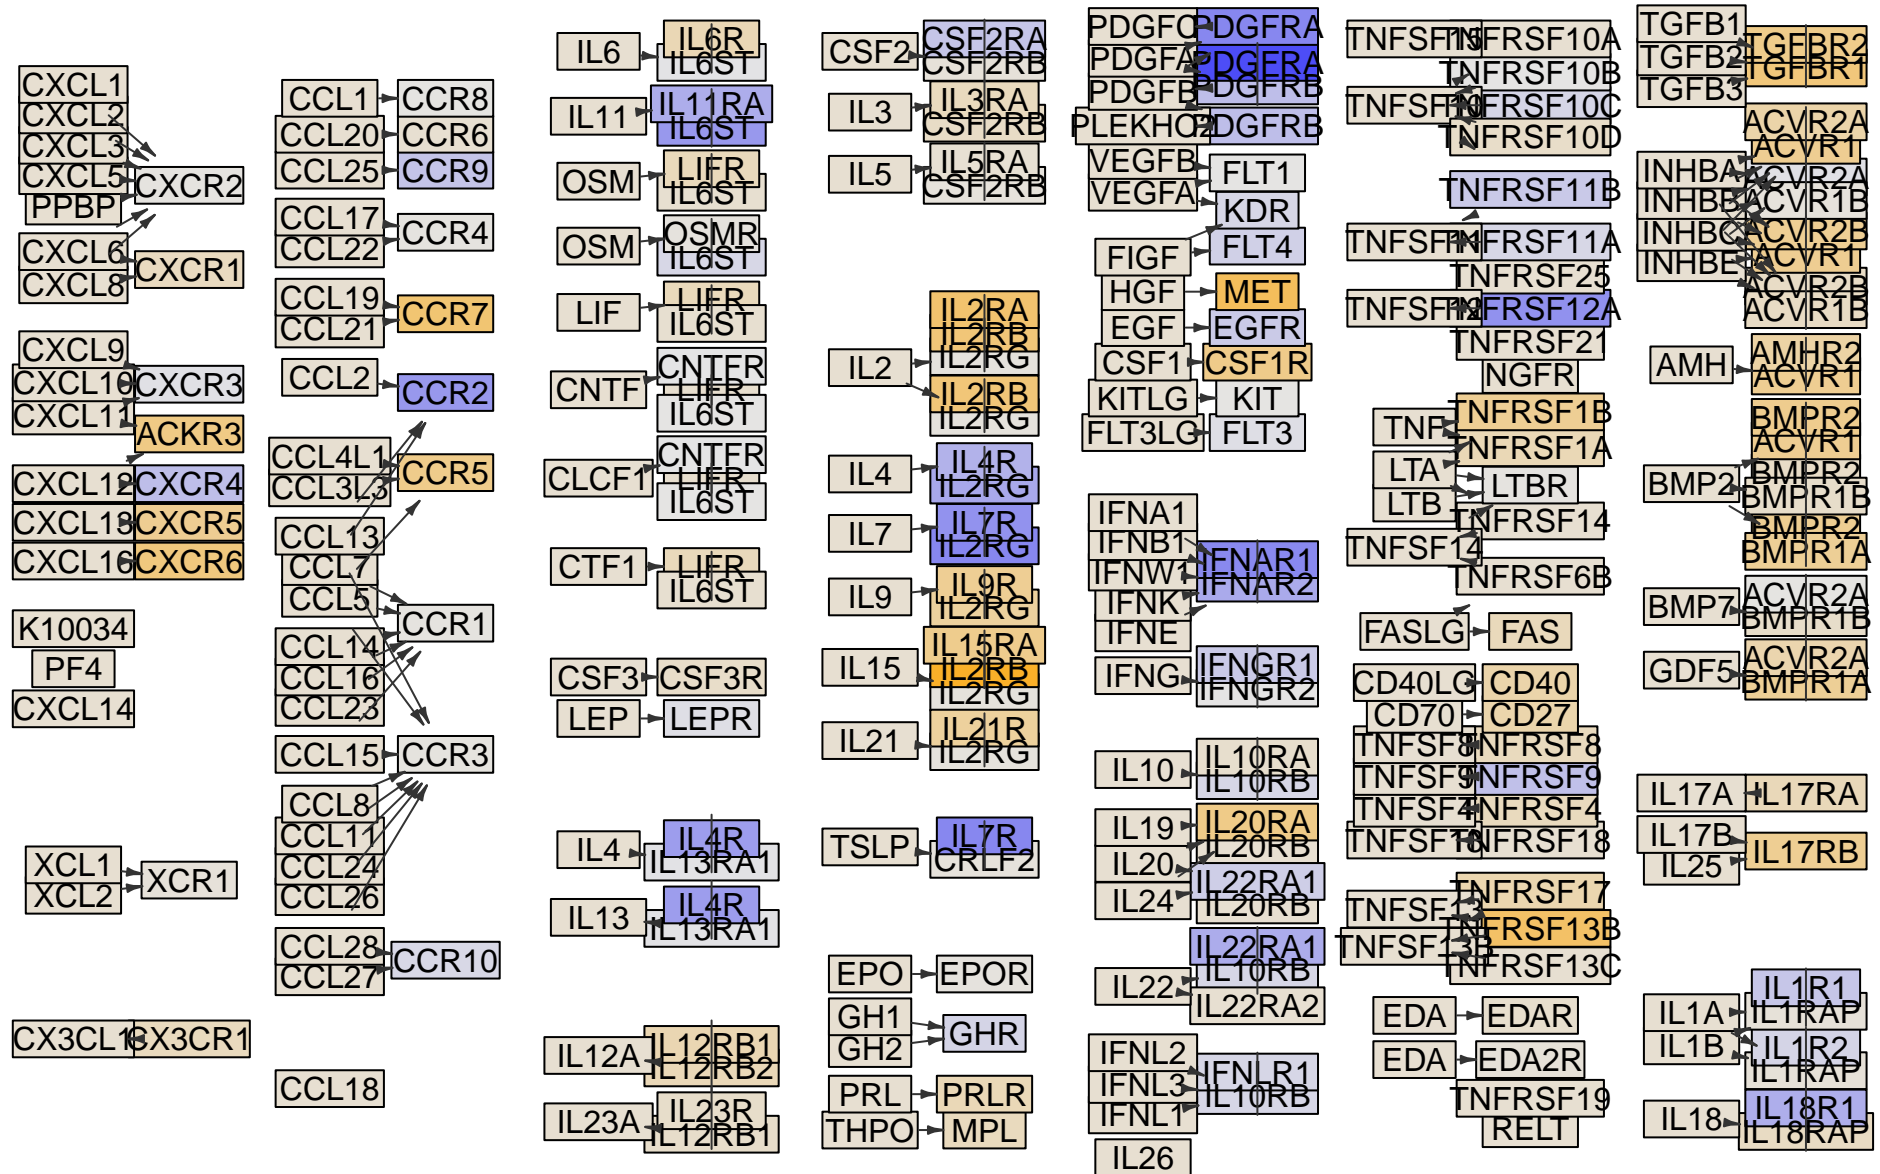 CXCL1
CXCL2
CXCL3
CXCL5
PPBP
CXCR2
CXCL6
CXCL8
CXCR1
CXCL9
CXCL10
CXCL11
CXCR3
ACKR3
CXCL12
CXCR4
CXCL13
CXCR5
CXCL16
CXCR6
K10034
PF4
CXCL14
XCL1
XCL2
XCR1
CX3CL1
CX3CR1
CCL1
CCR8
CCL20
CCR6
CCL25
CCR9
CCL17
CCL22
CCR4
CCL19
CCL21
CCR7
CCL2
CCR2
CCL4L1
CCL3L3
CCR5
CCL13
CCL7
CCL5
CCR1
CCL14
CCL16
CCL23
CCL15
CCR3
CCL8
CCL11
CCL24
CCL26
CCL28
CCL27
CCR10
CCL18
IL6
IL6R
IL6ST
IL11
IL11RA
IL6ST
OSM
LIFR
IL6ST
OSM
OSMR
IL6ST
LIF
LIFR
IL6ST
CNTF
CNTFR
LIFR
IL6ST
CLCF1
CNTFR
LIFR
IL6ST
CTF1
LIFR
IL6ST
CSF3
CSF3R
LEP
LEPR
IL4
IL4R
IL13RA1
IL13
IL4R
IL13RA1
IL12A
IL12RB1
IL12RB2
IL23A
IL23R
IL12RB1
CSF2
CSF2RA
CSF2RB
IL3
IL3RA
CSF2RB
IL5
IL5RA
CSF2RB
IL2
IL2RA
IL2RB
IL2RG
IL2RB
IL2RG
IL4
IL4R
IL2RG
IL7
IL7R
IL2RG
IL9
IL9R
IL2RG
IL15
IL15RA
IL2RB
IL2RG
IL21
IL21R
IL2RG
TSLP
IL7R
CRLF2
EPO
EPOR
GH1
GH2
GHR
PRL
PRLR
THPO
MPL
PDGFC
PDGFRA
PDGFA
PDGFRA
PDGFB
PDGFRB
PLEKHO2
PDGFRB
VEGFB
VEGFA
FLT1
KDR
FIGF
FLT4
HGF
MET
EGF
EGFR
CSF1
CSF1R
KITLG
KIT
FLT3LG
FLT3
IFNA1
IFNB1
IFNW1
IFNK
IFNE
IFNAR1
IFNAR2
IFNG
IFNGR1
IFNGR2
IL10
IL10RA
IL10RB
IL19
IL20
IL24
IL20RA
IL20RB
IL22RA1
IL20RB
IL22
IL22RA1
IL10RB
IL22RA2
IFNL2
IFNL3
IFNL1
IFNLR1
IL10RB
IL26
TNFSF15
TNFRSF10A
TNFRSF10B
TNFSF10
TNFRSF10C
TNFRSF10D
TNFRSF11B
TNFSF11
TNFRSF11A
TNFRSF25
TNFSF12
TNFRSF12A
TNFRSF21
NGFR
TNF
TNFRSF1B
TNFRSF1A
LTA
LTB
LTBR
TNFRSF14
TNFSF14
TNFRSF6B
FASLG
FAS
CD40LG
CD40
CD70
CD27
TNFSF8
TNFRSF8
TNFSF9
TNFRSF9
TNFSF4
TNFRSF4
TNFSF18
TNFRSF18
TNFRSF17
TNFSF13
TNFRSF13B
TNFSF13B
TNFRSF13C
EDA
EDAR
EDA
EDA2R
TNFRSF19
RELT
TGFB1
TGFB2
TGFB3
TGFBR2
TGFBR1
INHBA
INHBB
INHBC
INHBE
ACVR2A
ACVR1
ACVR2A
ACVR1B
ACVR2B
ACVR1
ACVR2B
ACVR1B
AMH
AMHR2
ACVR1
BMP2
BMPR2
ACVR1
BMPR2
BMPR1B
BMPR2
BMPR1A
BMP7
ACVR2A
BMPR1B
GDF5
ACVR2A
BMPR1A
IL17A
IL17RA
IL17B
IL25
IL17RB
IL1A
IL1B
IL1R1
IL1RAP
IL1R2
IL1RAP
IL18
IL18R1
IL18RAP